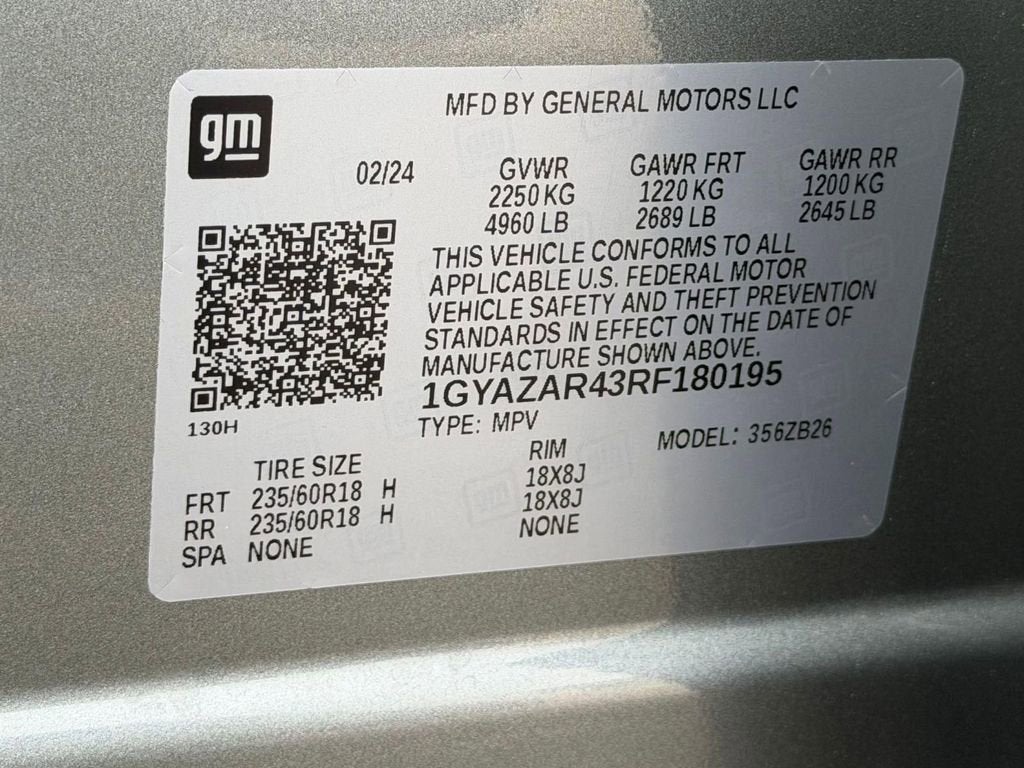 gm
MFD BY GENERAL MOTORS LLC
02/24
GVWR GAWR FRT GAWR RR
2250 KG 1220 KG 1200 KG
4960 LB 2689 LB 2645 LB
THIS VEHICLE CONFORMS TO ALL
APPLICABLE U.S. FEDERAL MOTOR
VEHICLE SAFETY AND THEFT PREVENTION
STANDARDS IN EFFECT ON THE DATE OF
MANUFACTURE SHOWN ABOVE.
1GYAZAR43RF180195
130H
TYPE: MPV
MODEL: 356ZB26
TIRE SIZE RIM
FRT 235/60R18 H 18X8J
RR 235/60R18 H 18X8J
SPA NONE NONE